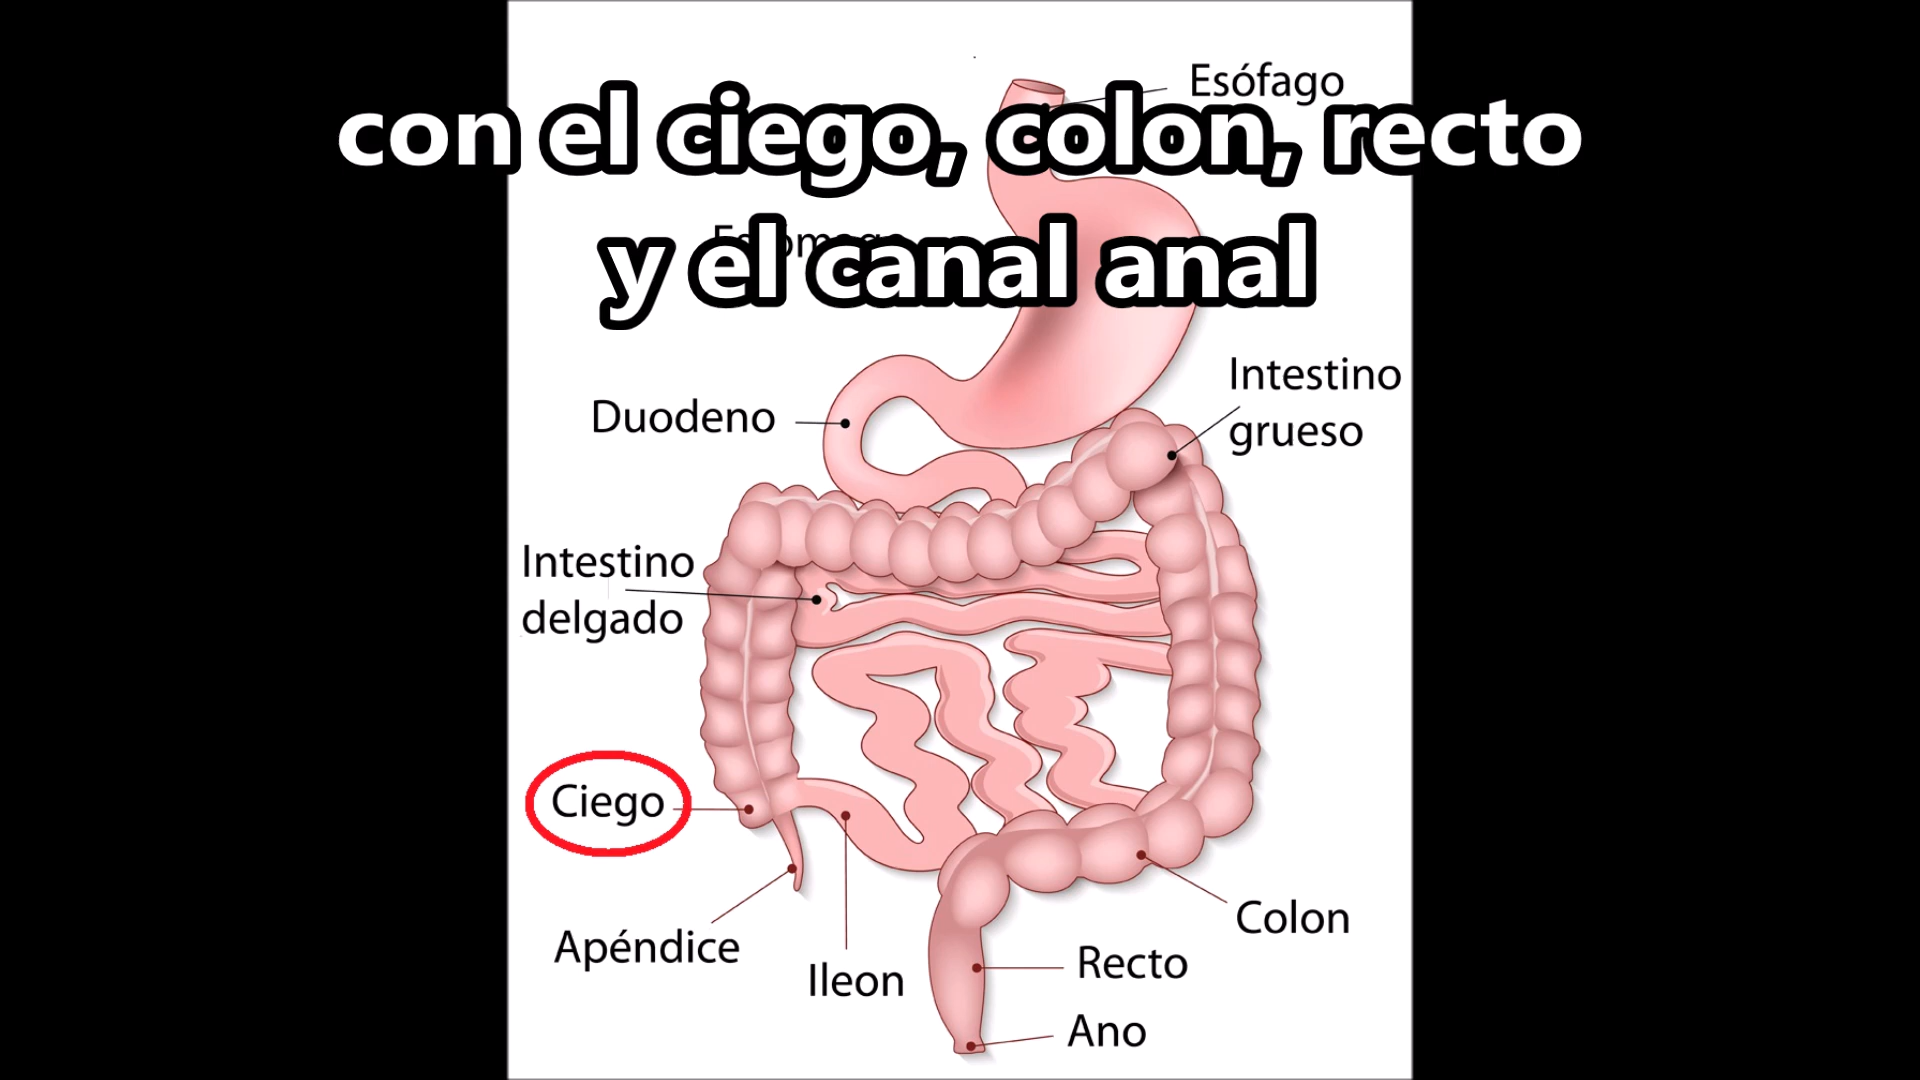 Esófago
con el ciego, colon, recto
y el canal anal
Intestino
grueso
Duodeno
Intestino
delgado
Ciego
Colon
Apéndice
Recto
Ileon
Ano